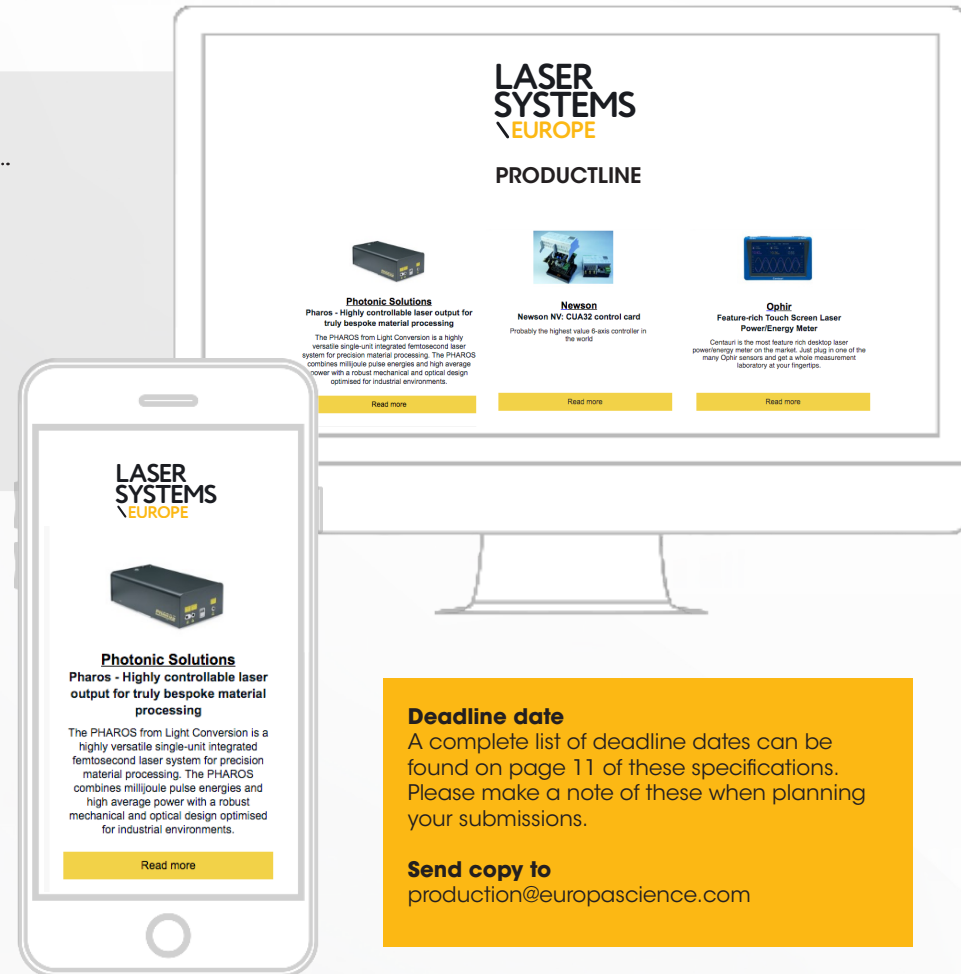 ..
LASER
SYSTEMS
\EUROPE
PRODUCTLINE
Photonic Solutions
Pharos - Highly controllable laser output for
truly bespoke material processing
The PHAROS from Light Conversion is a highly
versatile single-unit integrated femtosecond laser
system for precision material processing. The PHAROS
combines millijoule pulse energies and high average
power with a robust mechanical and optical design
optimised for industrial environments.
Read more
Newson
Newson NV: CUA32 control card
Probably the highest value 6-axis controller in
the world
Read more
Ophir
Feature-rich Touch Screen Laser
Power/Energy Meter
Centauri is the most feature rich desktop laser
power/energy meter on the market. Just plug in one of the
many Ophir sensors and get a whole measurement
laboratory at your fingertips.
Read more
LASER
SYSTEMS
\EUROPE
Photonic Solutions
Pharos - Highly controllable laser
output for truly bespoke material
processing
The PHAROS from Light Conversion is a
highly versatile single-unit integrated
femtosecond laser system for precision
material processing. The PHAROS
combines millijoule pulse energies and
high average power with a robust
mechanical and optical design optimised
for industrial environments.
Read more
Deadline date
A complete list of deadline dates can be
found on page 11 of these specifications.
Please make a note of these when planning
your submissions.
Send copy to
production@europascience.com